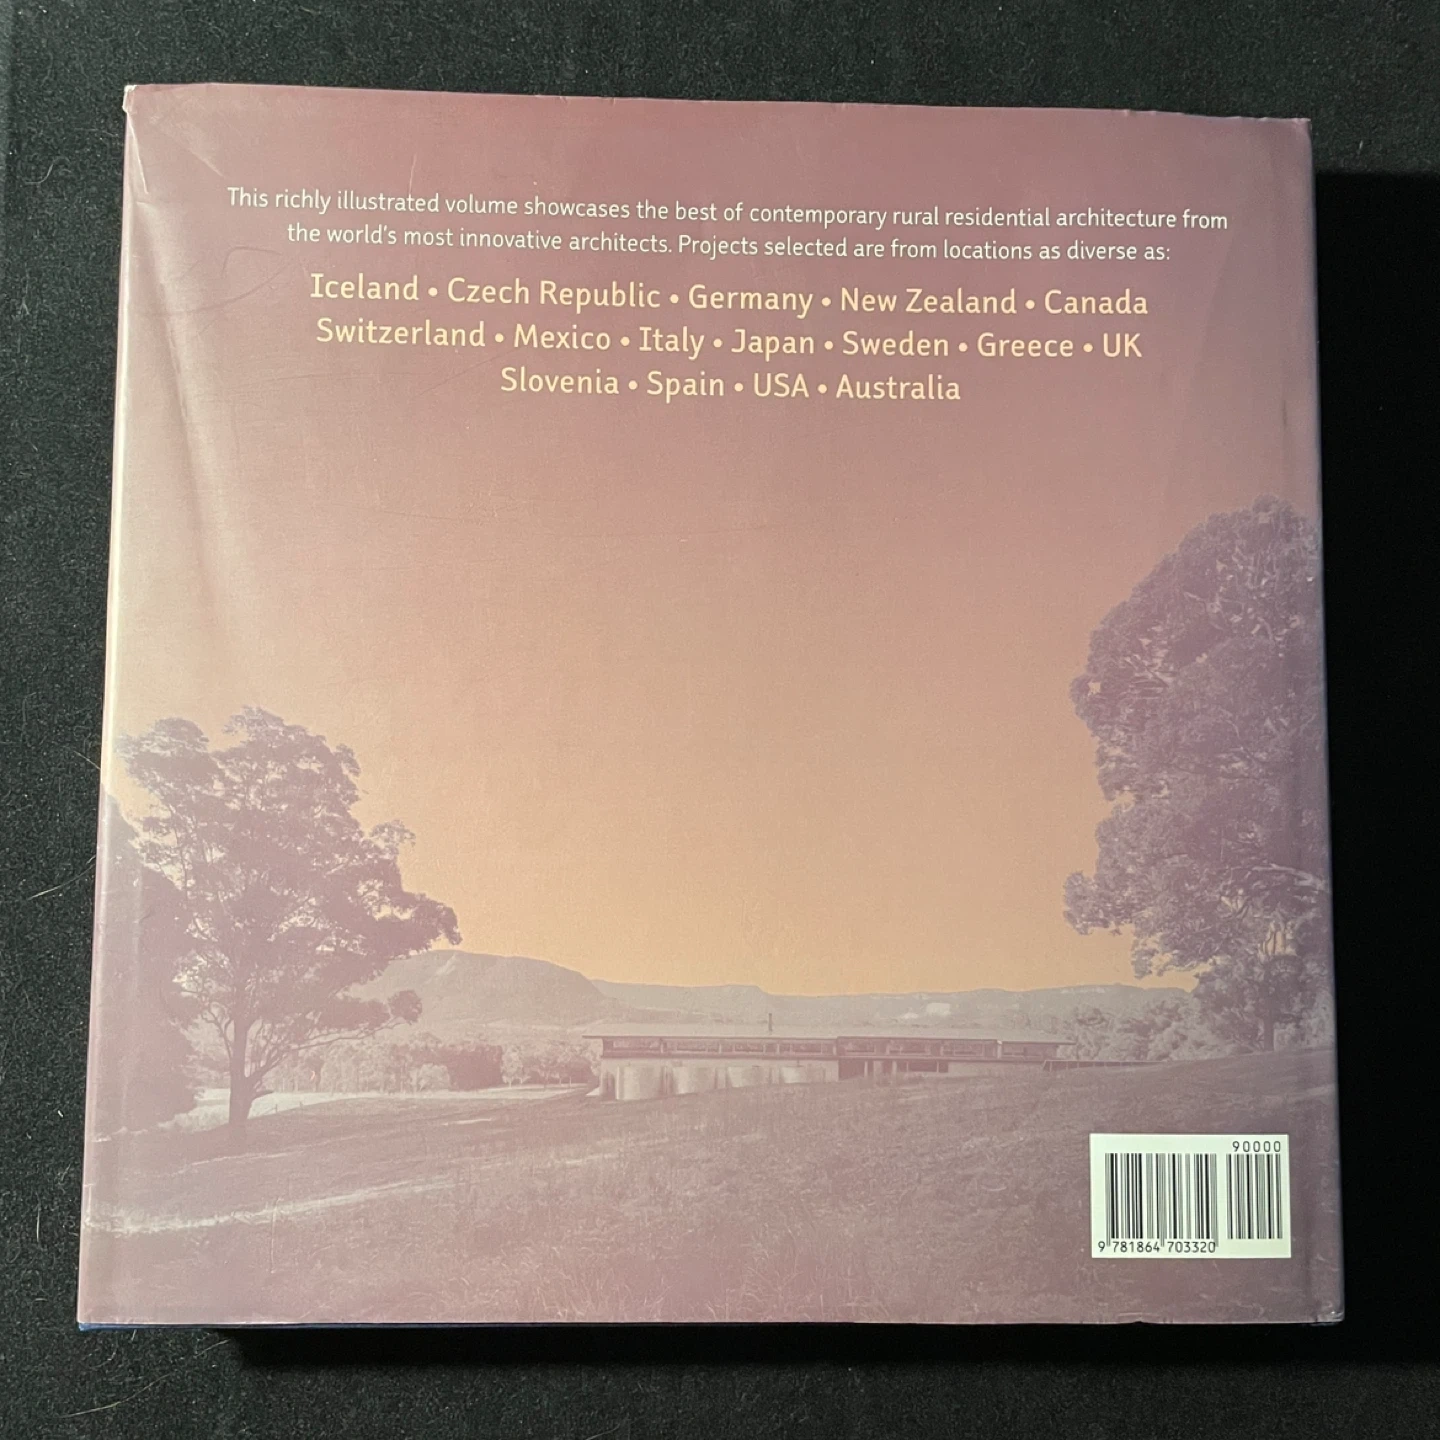 This richly illustrated volume showcases the best of contemporary rural residential architecture from
the world's most innovative architects. Projects selected are from locations as diverse as:
Iceland • Czech Republic • Germany • New Zealand • Canada
Switzerland • Mexico • Italy • Japan • Sweden • Greece • UK
Slovenia • Spain • USA • Australia
90000
9 781864 703320